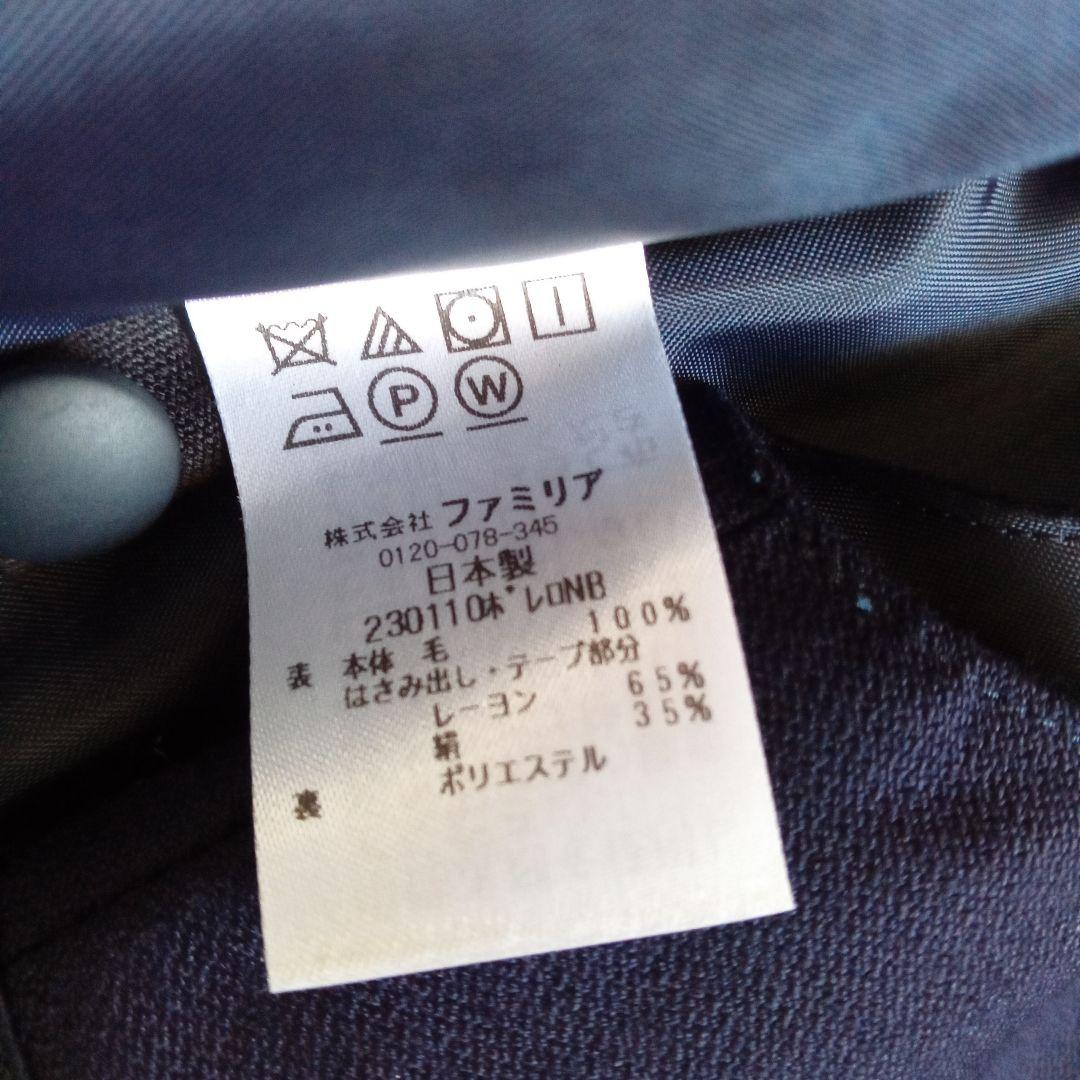 P W
株式会社 ファミリア
0120-078-345
日本製
230110ボレロNB
表 本体 毛 100%
はさみ出し・テープ部分
レーヨン 65%
絹 35%
裏 ポリエステル